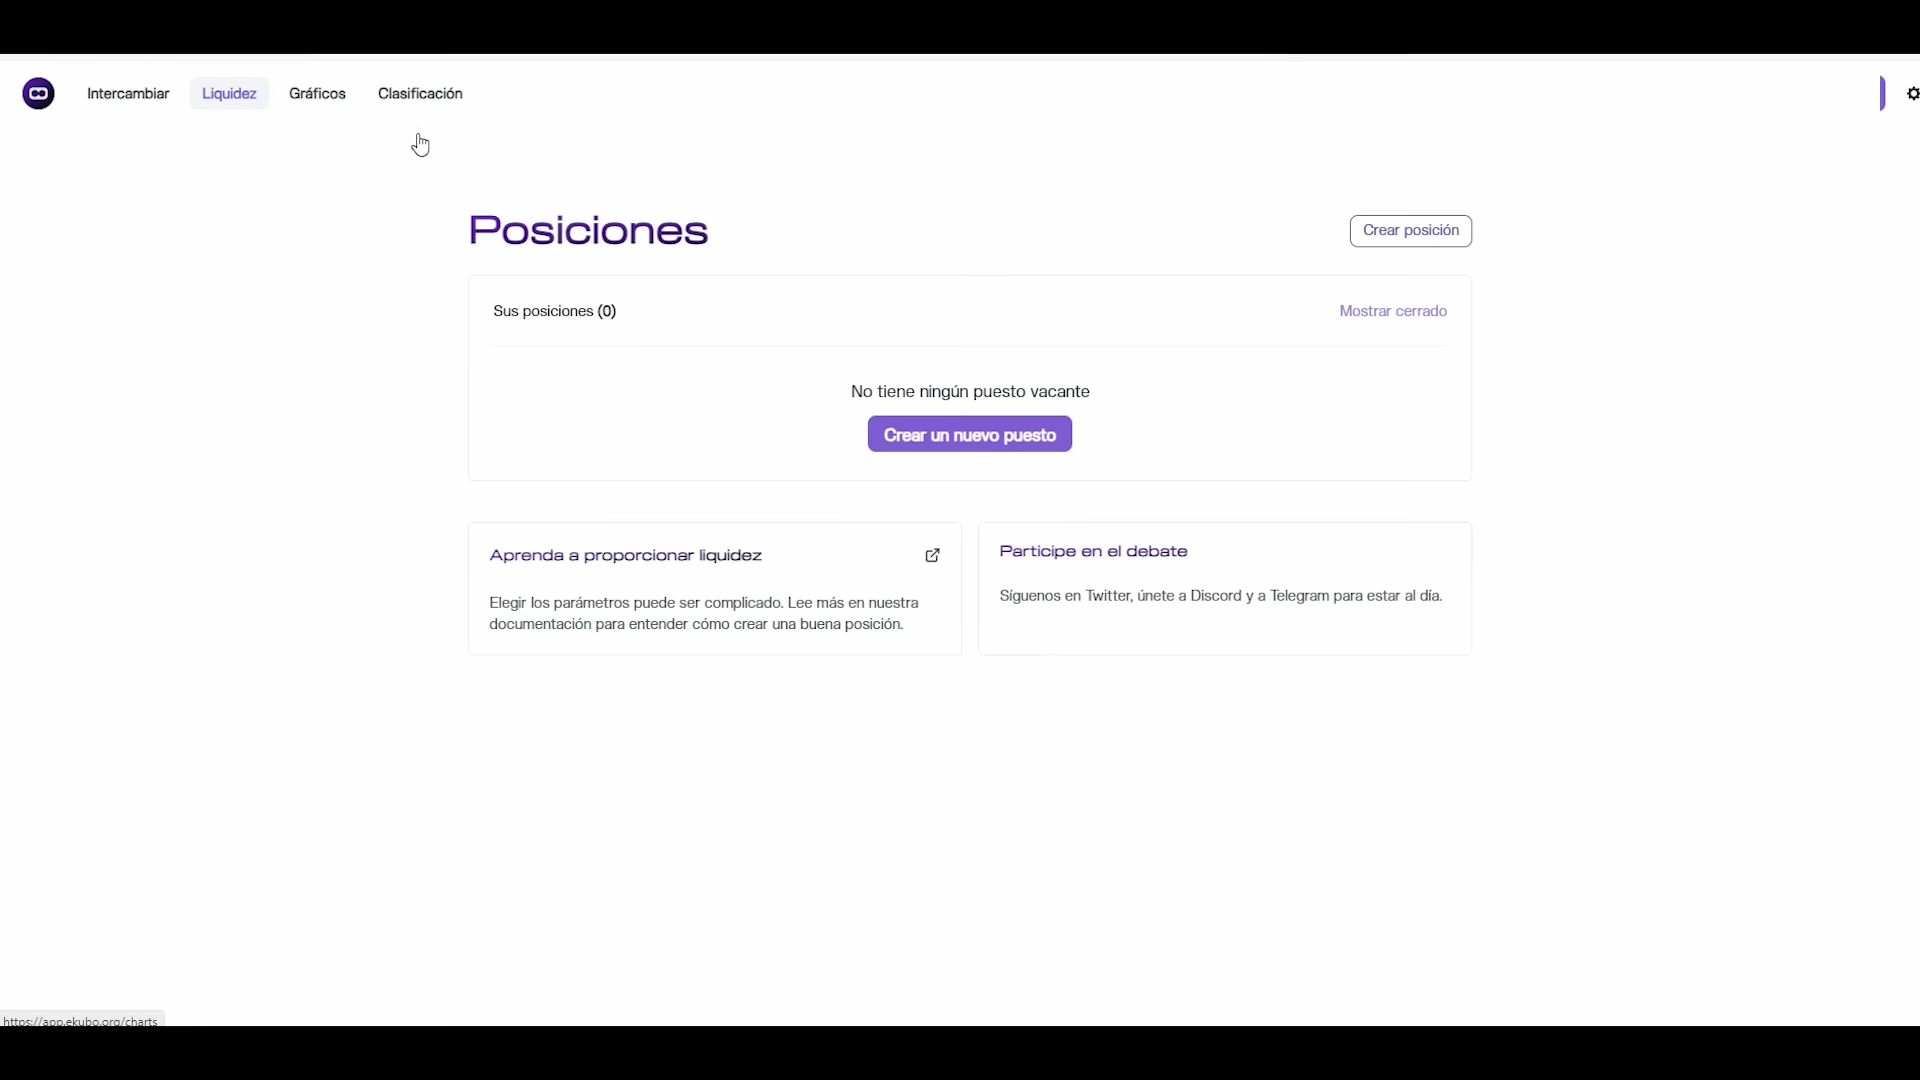 Intercambiar
Liquidez
Gráficos
Clasificación
Posiciones
Crear posición
Sus posiciones (0)
Mostrar cerrado
No tiene ningún puesto vacante
Crear un nuevo puesto
Aprenda a proporcionar liquidez
Elegir los parámetros puede ser complicado. Lee más en nuestra
documentación para entender cómo crear una buena posición.
Participe en el debate
Síguenos en Twitter, únete a Discord y a Telegram para estar al día.
https://app.ekubo.org/charts